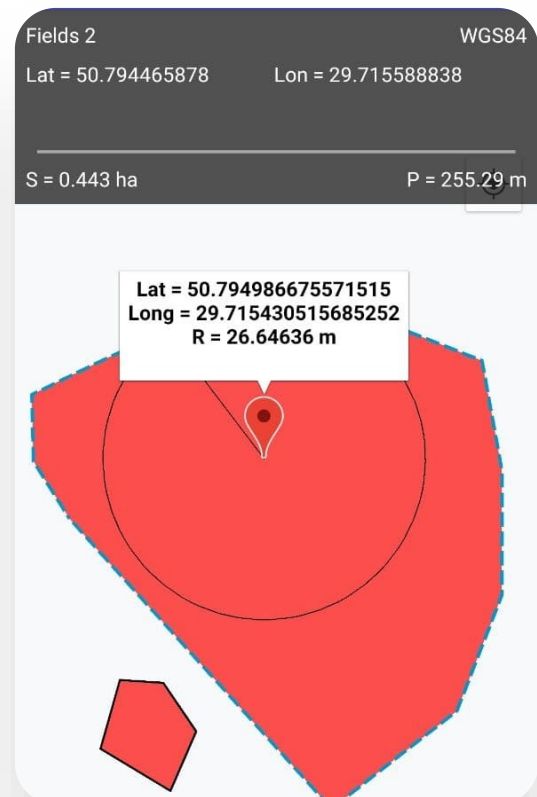 Fields 2 WGS84
Lat = 50.794465878 Lon = 29.715588838
S = 0.443 ha P = 255.29 m
Lat = 50.794986675571515
Long = 29.715430515685252
R = 26.64636 m